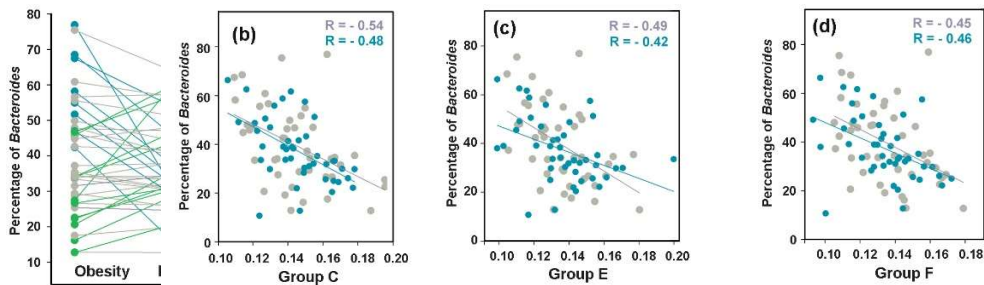 Percentage of Bacteroides
80
70
60
50
40
30
20
10
Obesity
(b)
R = - 0.54
R = - 0.48
Percentage of Bacteroides
80
60
40
20
0
0.10 0.12 0.14 0.16 0.18 0.20
Group C
(c)
R = - 0.49
R = - 0.42
Percentage of Bacteroides
80
60
40
20
0
0.10 0.12 0.14 0.16 0.18 0.20
Group E
(d)
R = - 0.45
R = - 0.46
Percentage of Bacteroides
80
60
40
20
0
0.10 0.12 0.14 0.16 0.18
Group F